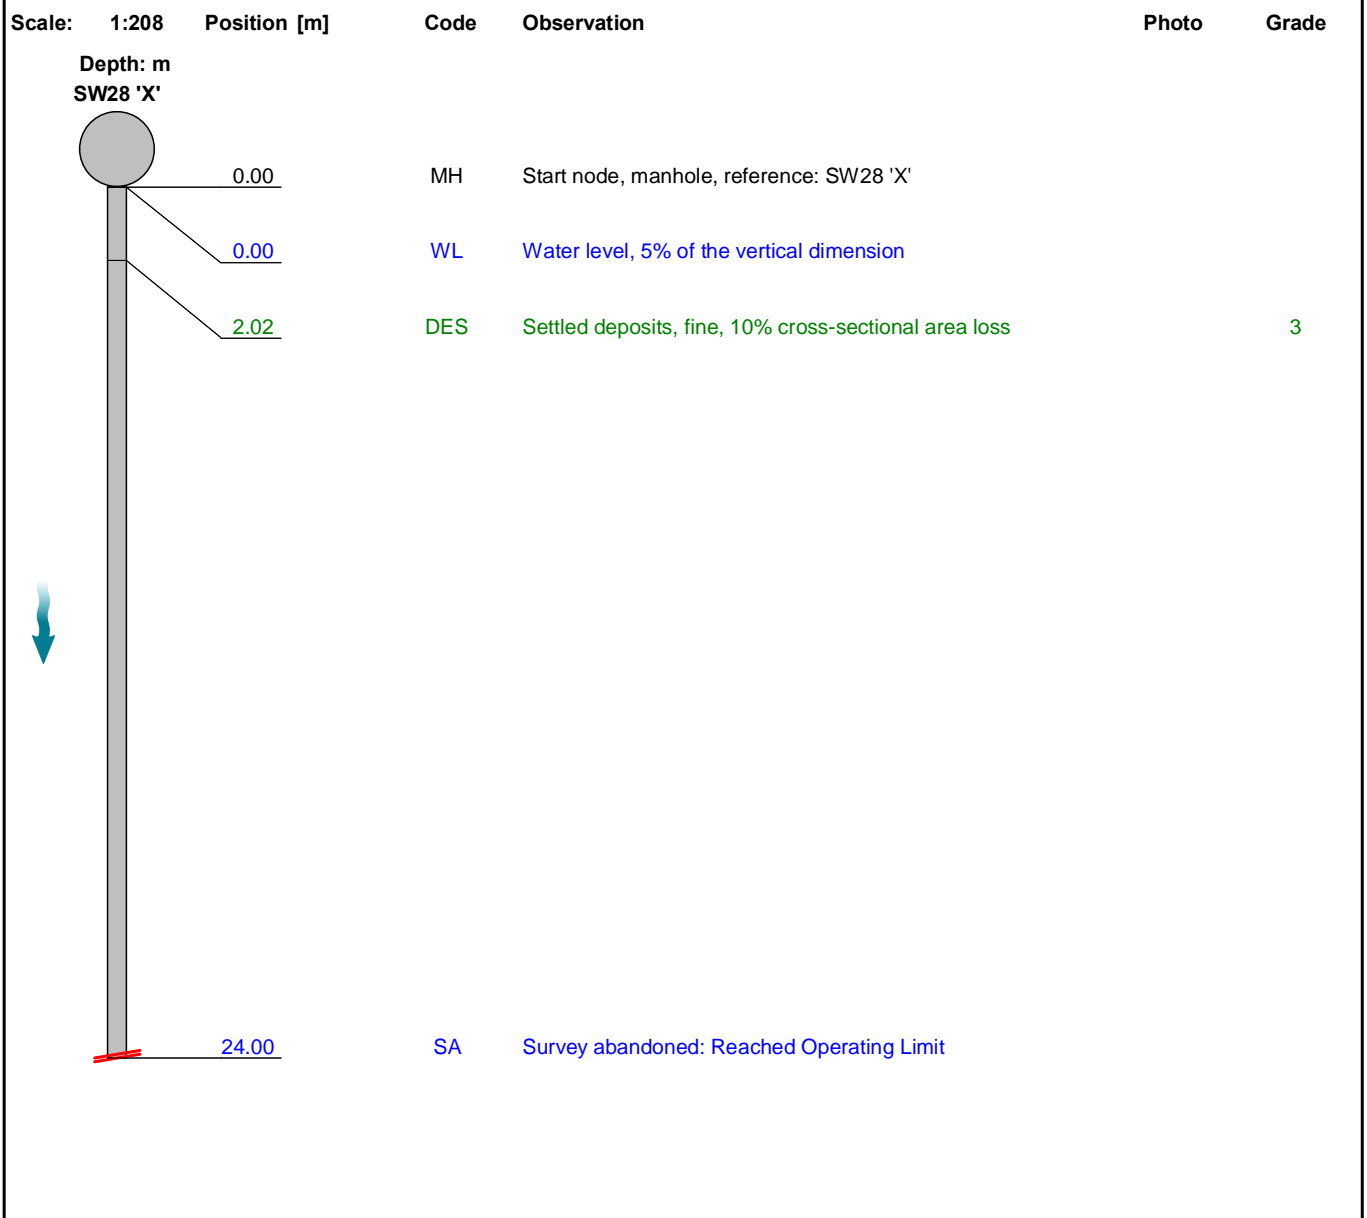 Scale: 1:208 Position [m] Code Observation Photo Grade
Depth: m
SW28 'X'
0.00 MH Start node, manhole, reference: SW28 'X'
0.00 WL Water level, 5% of the vertical dimension
2.02 DES Settled deposits, fine, 10% cross-sectional area loss 3
24.00 SA Survey abandoned: Reached Operating Limit